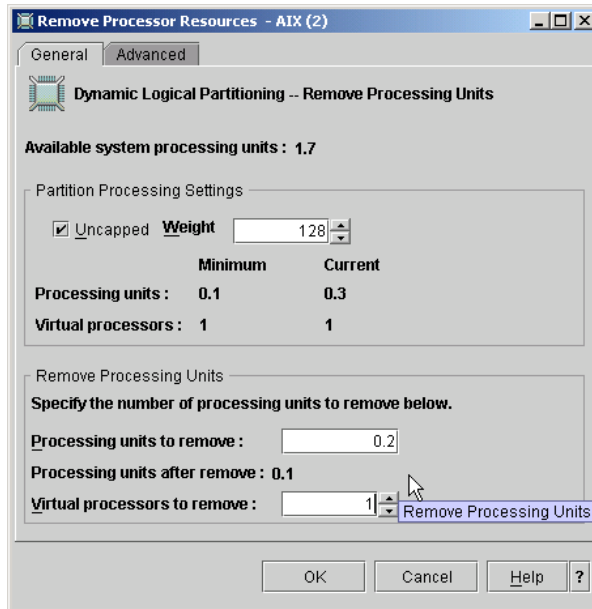 Remove Processor Resources - AIX (2)
General Advanced
Dynamic Logical Partitioning -- Remove Processing Units
Available system processing units : 1.7
Partition Processing Settings
Uncapped Weight 128
Minimum Current
Processing units : 0.1 0.3
Virtual processors : 1 1
Remove Processing Units
Specify the number of processing units to remove below.
Processing units to remove : 0.2
Processing units after remove : 0.1
Virtual processors to remove : 1
Remove Processing Units
OK Cancel Help ?